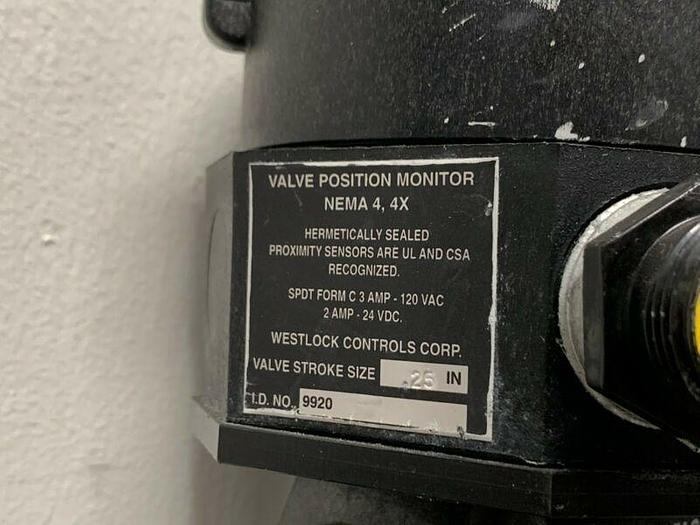 VALVE POSITION MONITOR
NEMA 4, 4X
HERMETICALLY SEALED
PROXIMITY SENSORS ARE UL AND CSA
RECOGNIZED.
SPDT FORM C 3 AMP - 120 VAC
2 AMP - 24 VDC.
WESTLOCK CONTROLS CORP.
VALVE STROKE SIZE .25 IN
I.D. NO. 9920